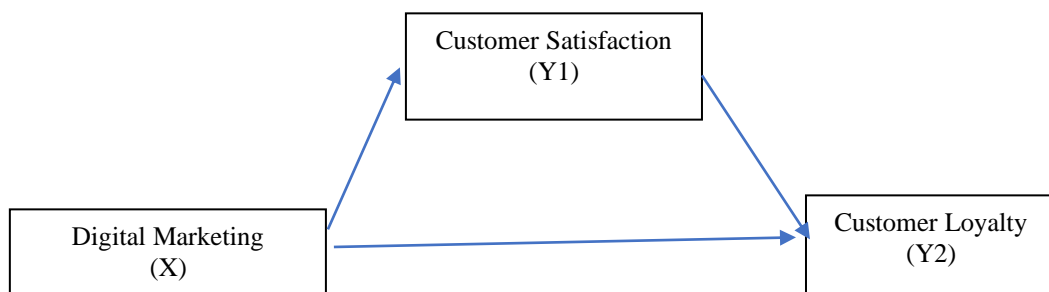 Customer Satisfaction
(Y1)
Digital Marketing
(X)
Customer Loyalty
(Y2)